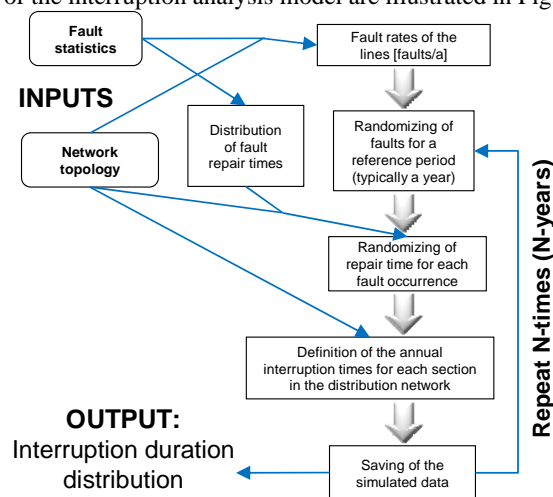 of the interruption analysis model are illustrated in Fig
Fault
statistics
Fault rates of the
lines [faults/a]
INPUTS
Network
topology
Distribution
of fault
repair times
Randomizing of
faults for a
reference period
(typically a year)
Randomizing of
repair time for each
fault occurrence
Definition of the annual
interruption times for each section
in the distribution network
Repeat N-times (N-years)
OUTPUT:
Interruption duration
distribution
Saving of the
simulated data